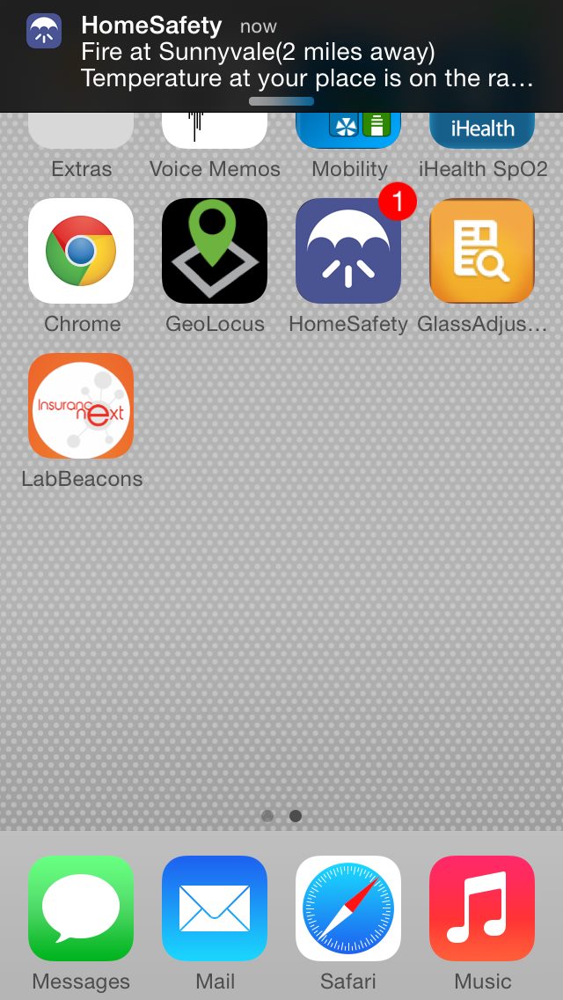 HomeSafety now
Fire at Sunnyvale(2 miles away)
Temperature at your place is on the ra...
iHealth
Extras Voice Memos Mobility iHealth SpO2
1
Chrome GeoLocus HomeSafety GlassAdjus...
Insurance next
LabBeacons
Messages Mail Safari Music